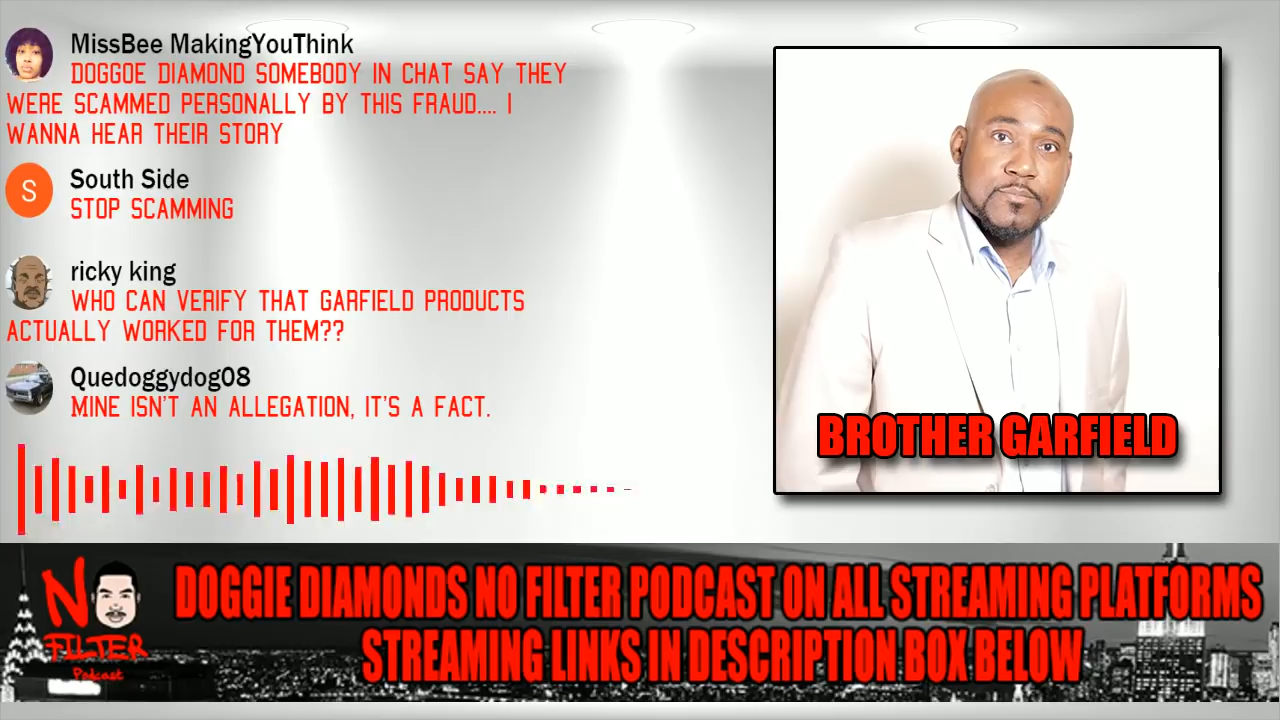 MissBee MakingYouThink
DOGGOE DIAMOND SOMEBODY IN CHAT SAY THEY
WERE SCAMMED PERSONALLY BY THIS FRAUD.... I
WANNA HEAR THEIR STORY
S
South Side
STOP SCAMMING
ricky king
WHO CAN VERIFY THAT GARFIELD PRODUCTS
ACTUALLY WORKED FOR THEM??
Quedoggydog08
MINE ISN'T AN ALLEGATION, IT'S A FACT.
BROTHER GARFIELD
NO
FILTER
Podcast
DOGGIE DIAMONDS NO FILTER PODCAST ON ALL STREAMING PLATFORMS
STREAMING LINKS IN DESCRIPTION BOX BELOW